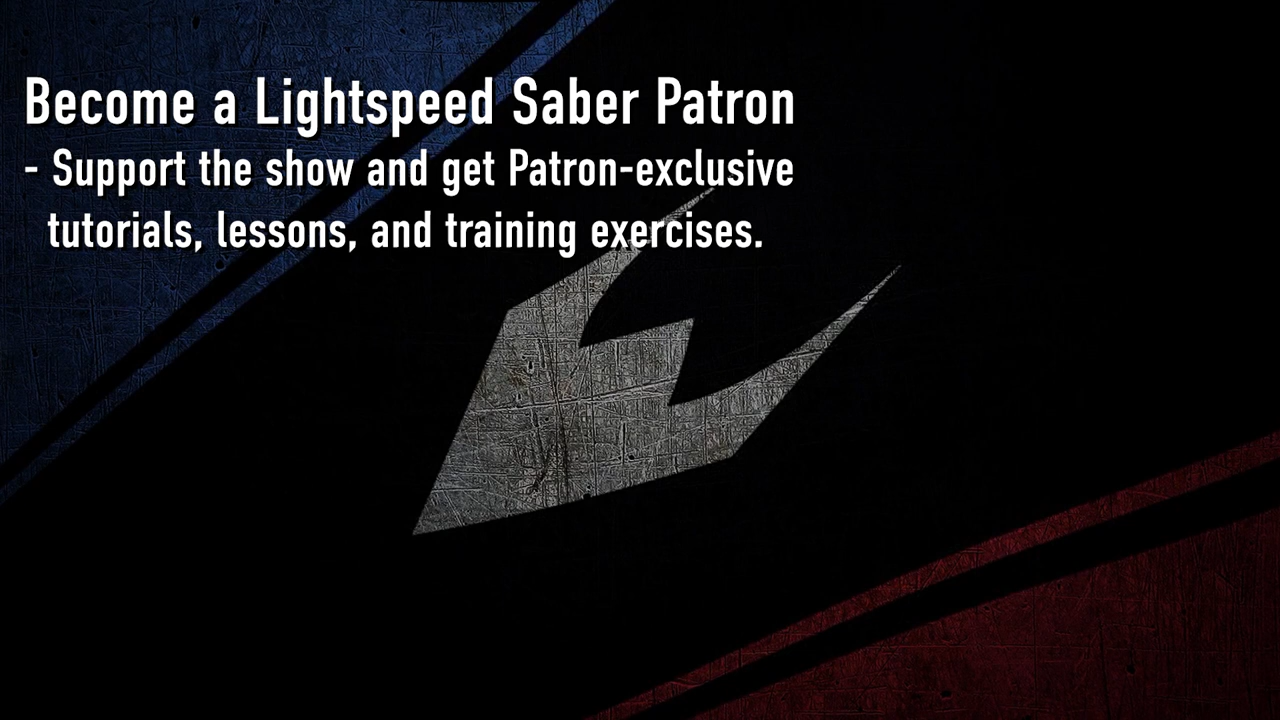 Become a Lightspeed Saber Patron
- Support the show and get Patron-exclusive
tutorials, lessons, and training exercises.